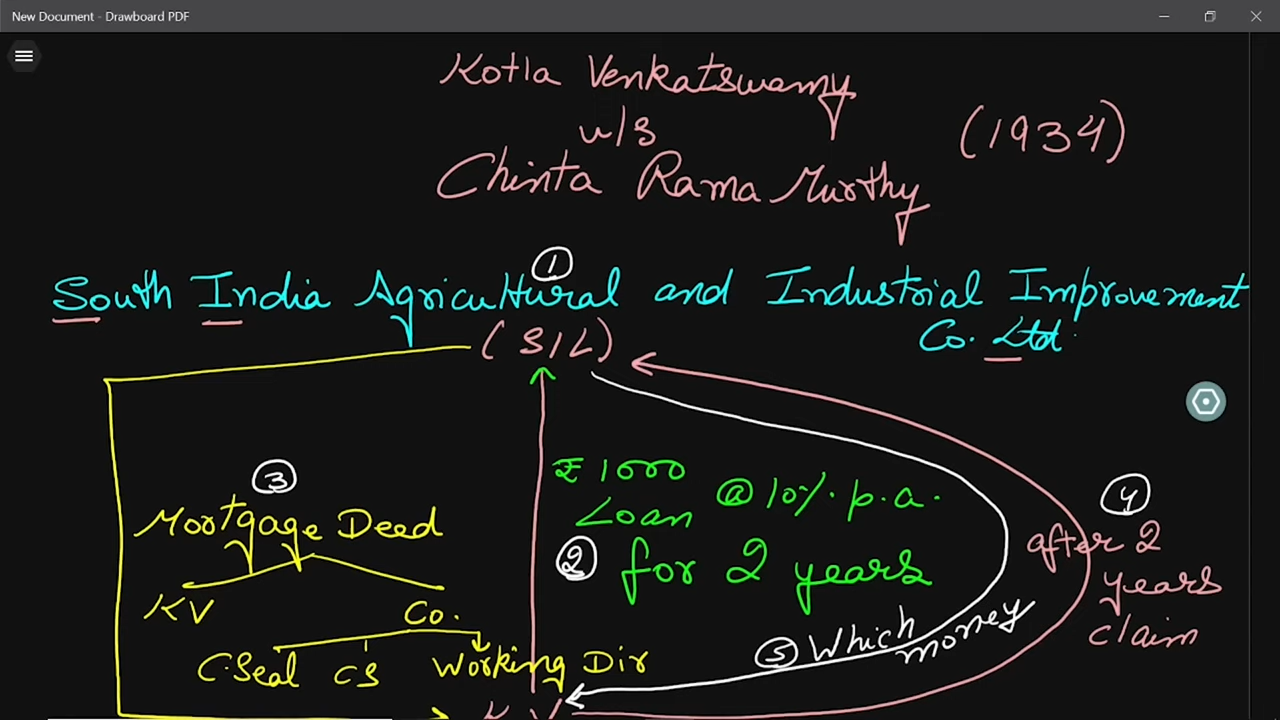 New Document - Drawboard PDF
Kotla Venkatswamy
v/s
Chinta Rama Murthy
(1934)
①
South India Agricultural and Industrial Improvement
Co. Ltd.
(SIL)
③
Mortgage Deed
KV Co.
C.Seal CS Working Dir
₹1000
Loan @ 10% p.a.
② for 2 years
④
after 2
years
claim
⑤ Which
money
KV